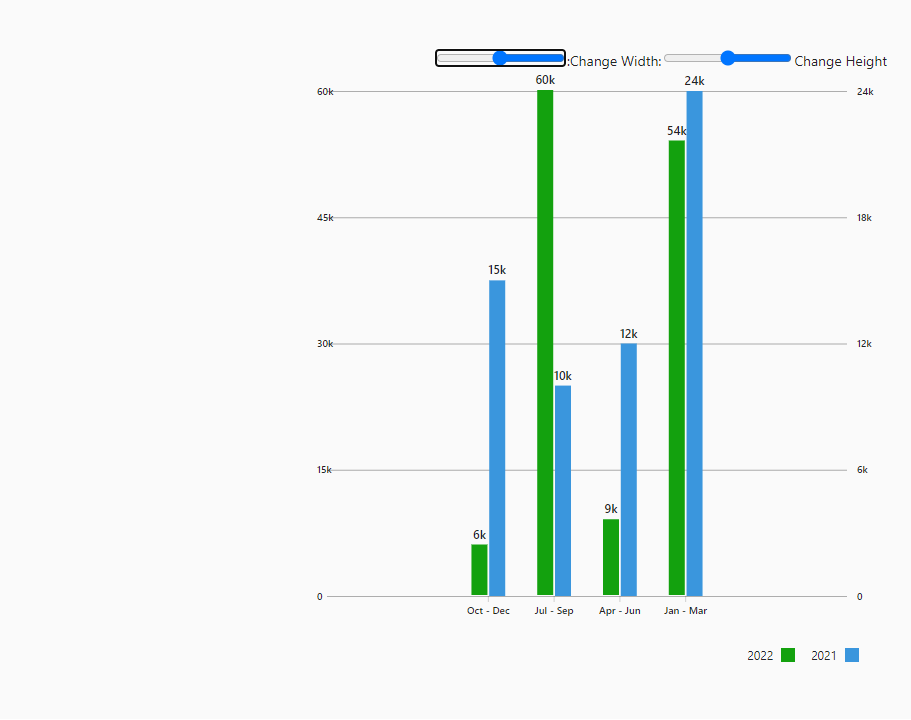 :Change Width: Change Height
60k 24k
60k 24k
54k
45k 18k
15k
30k 12k
12k
10k
15k 6k
9k
6k
0 0
Oct - Dec Jul - Sep Apr - Jun Jan - Mar
2022 2021